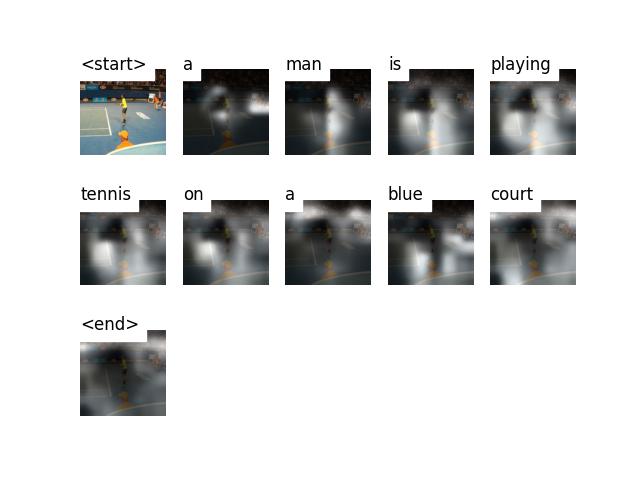 <start> a man is playing
tennis on a blue court
<end>